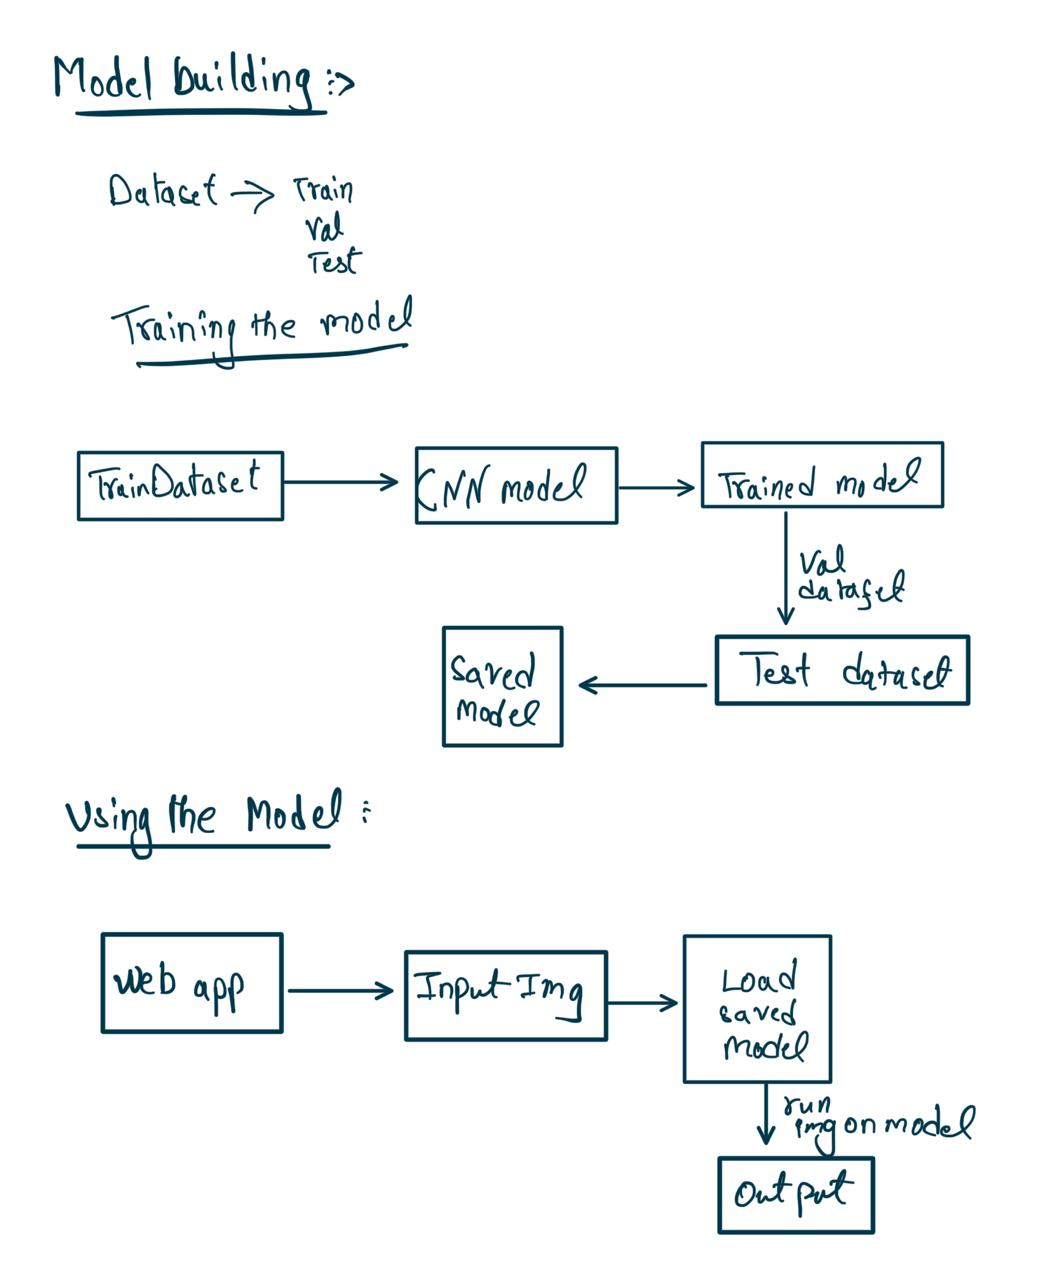 Model building :->
Dataset → Train
Val
Test
Training the model
TrainDataset
CNN model
Trained model
Val
dataset
Test dataset
Saved
Model
Using the Model :
Web app
Input Img
Load
saved
model
run
img on model
Output